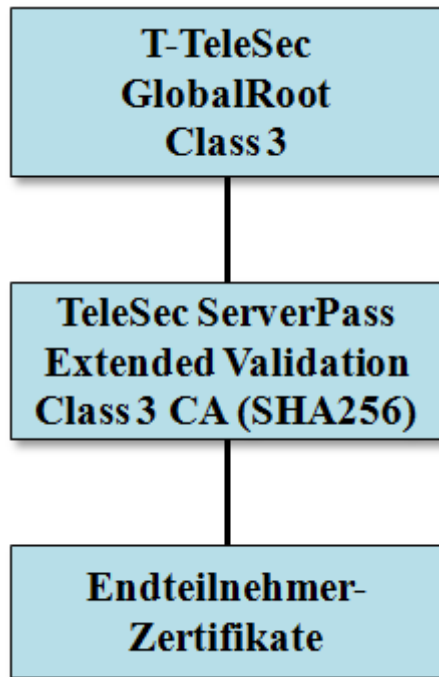 T-TeleSec
GlobalRoot
Class 3
TeleSec ServerPass
Extended Validation
Class 3 CA (SHA256)
Endteilnehmer-
Zertifikate